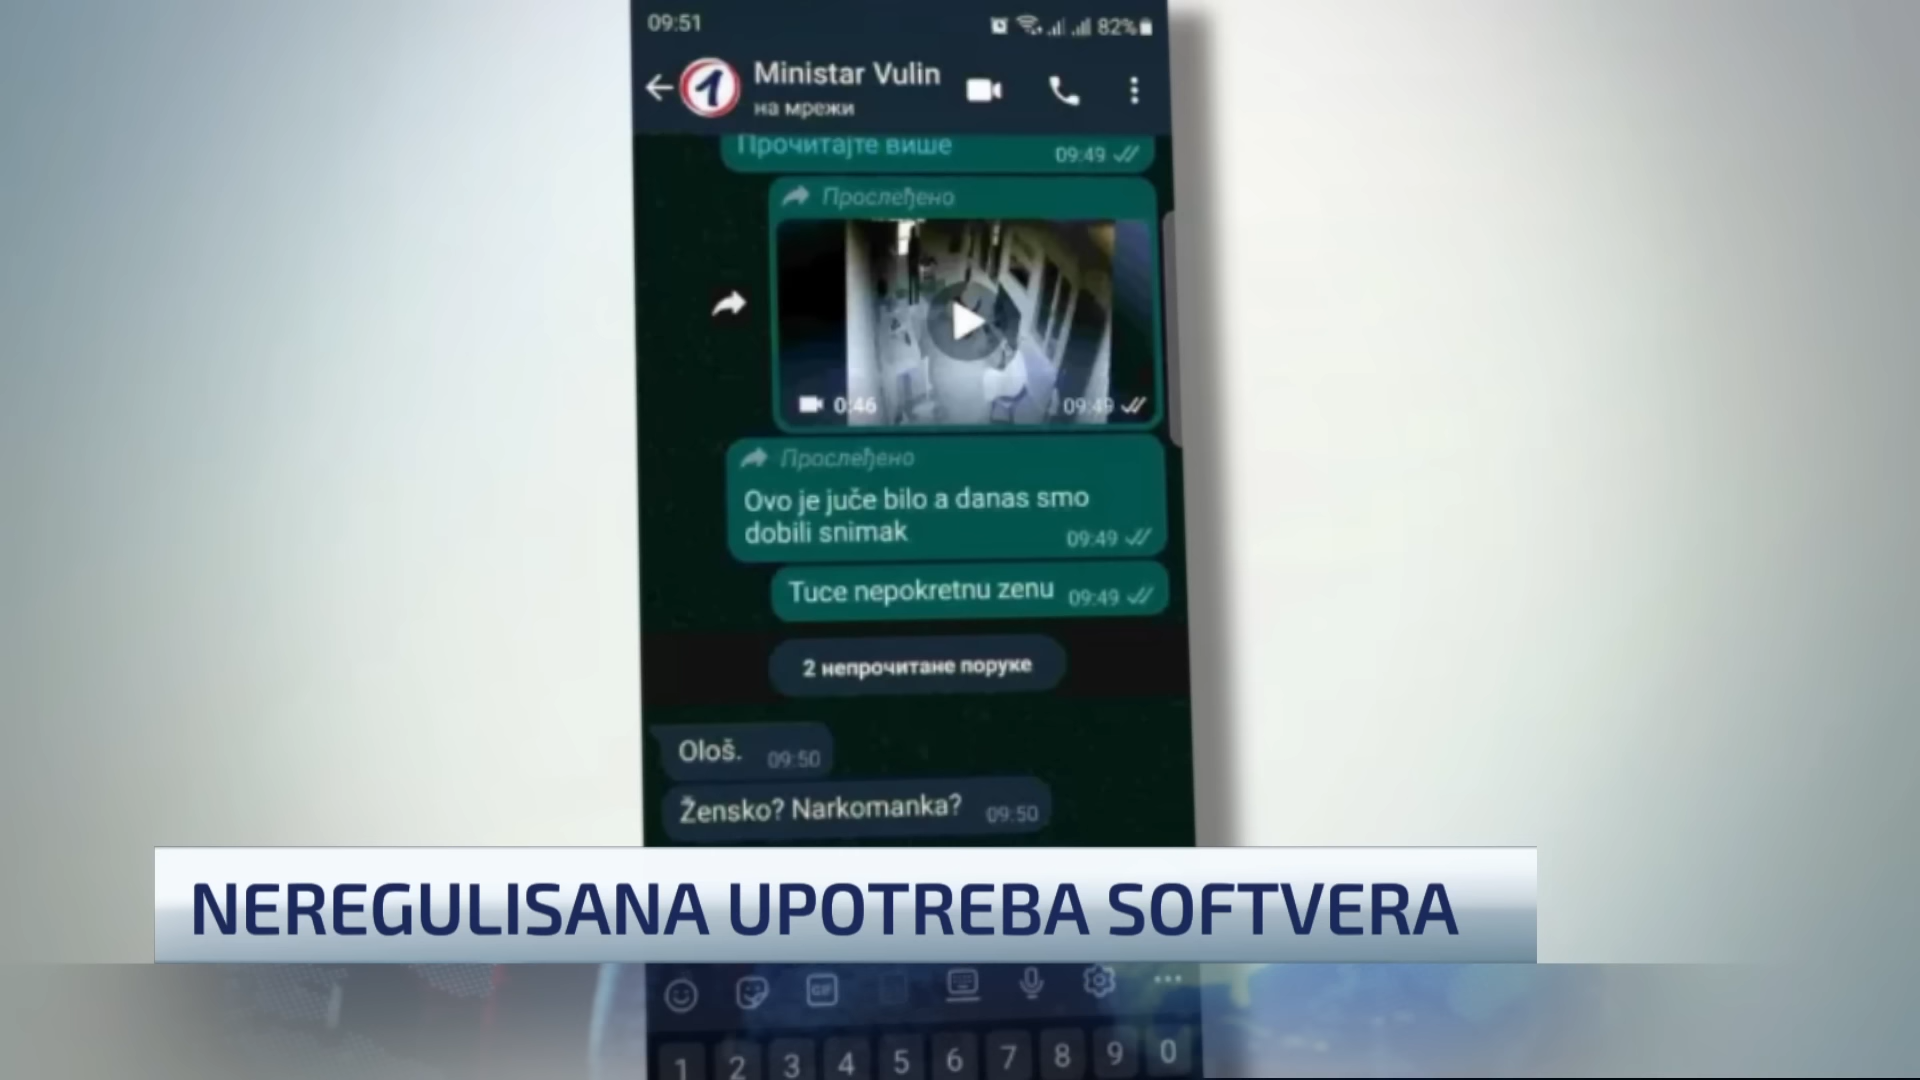 09:51
82%
Ministar Vulin
на мрежи
Прочитајте више 09:49
Прослеђено
0:46 09:49
Прослеђено
Ovo je juče bilo a danas smo
dobili snimak 09:49
Tuce nepokretnu zenu 09:49
2 непрочитане поруке
Ološ. 09:50
Žensko? Narkomanka? 09:50
NEREGULISANA UPOTREBA SOFTVERA
GIF
1 2 3 4 5 6 7 8 9 0